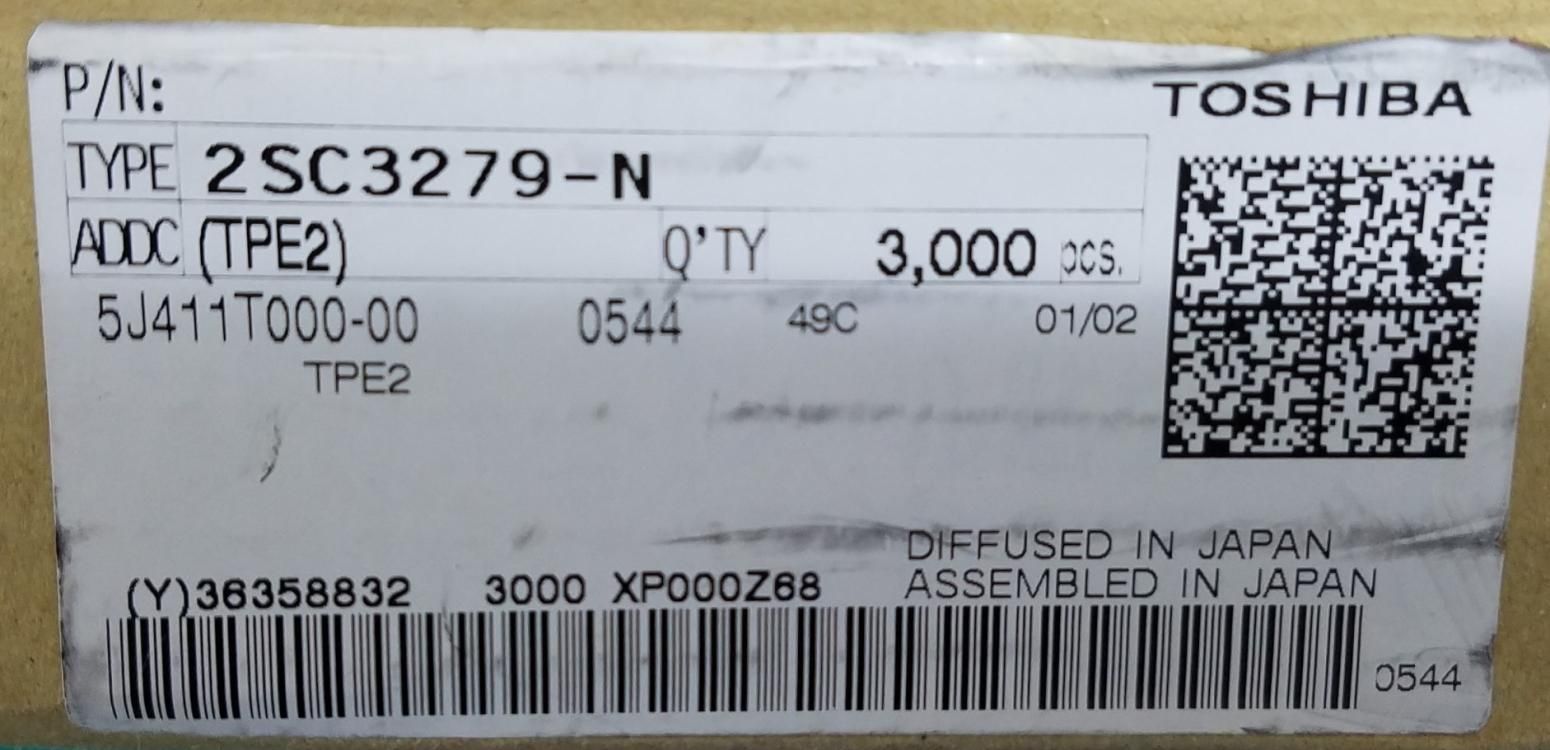 P/N:
TOSHIBA
TYPE 2SC3279-N
ADDC (TPE2) Q'TY 3,000 pcs.
5J411T000-00 0544 49C 01/02
TPE2
DIFFUSED IN JAPAN
(Y)36358832 3000 XP000Z68 ASSEMBLED IN JAPAN
0544